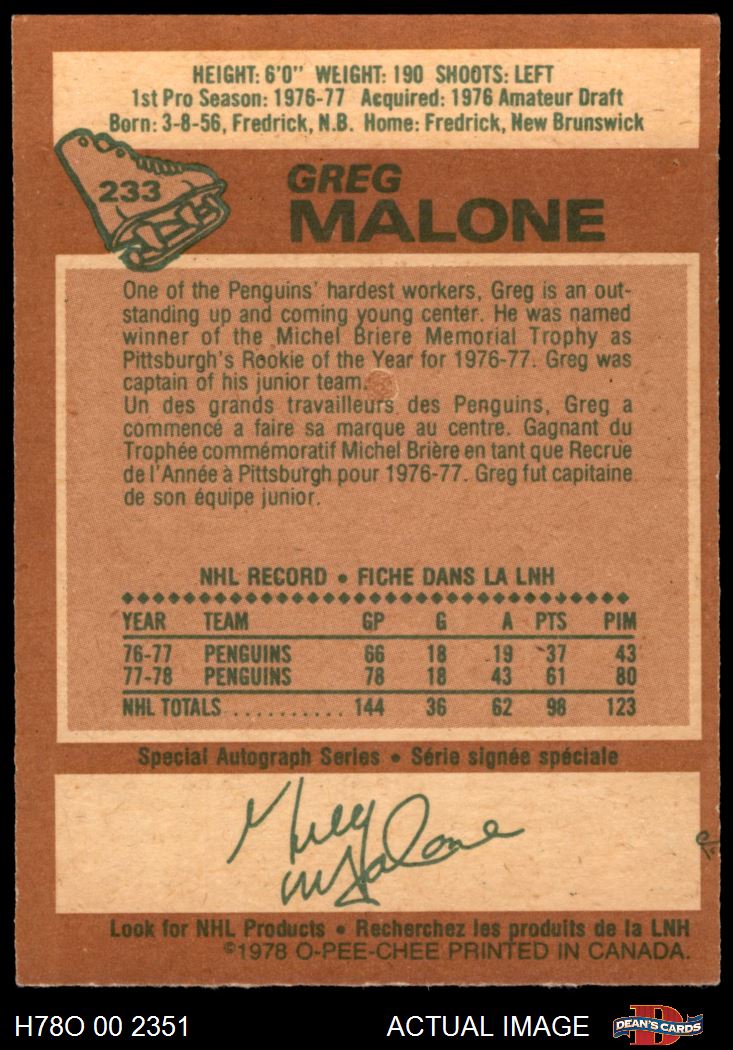 HEIGHT: 6'0" WEIGHT: 190 SHOOTS: LEFT
1st Pro Season: 1976-77 Acquired: 1976 Amateur Draft
Born: 3-8-56, Fredrick, N.B. Home: Fredrick, New Brunswick
233
GREG
MALONE
One of the Penguins' hardest workers, Greg is an out-
standing up and coming young center. He was named
winner of the Michel Briere Memorial Trophy as
Pittsburgh's Rookie of the Year for 1976-77. Greg was
captain of his junior team.
Un des grands travailleurs des Penguins, Greg a
commencé a faire sa marque au centre. Gagnant du
Trophée commémoratif Michel Brière en tant que Recrue
de l'Année à Pittsburgh pour 1976-77. Greg fut capitaine
de son équipe junior.
NHL RECORD • FICHE DANS LA LNH
YEAR TEAM GP G A PTS PIM
76-77 PENGUINS 66 18 19 37 43
77-78 PENGUINS 78 18 43 61 80
NHL TOTALS .......... 144 36 62 98 123
Special Autograph Series • Série signée spéciale
Greg
Malone
Look for NHL Products • Recherchez les produits de la LNH
©1978 O-PEE-CHEE PRINTED IN CANADA.
H78O 00 2351 ACTUAL IMAGE DEAN'S CARDS